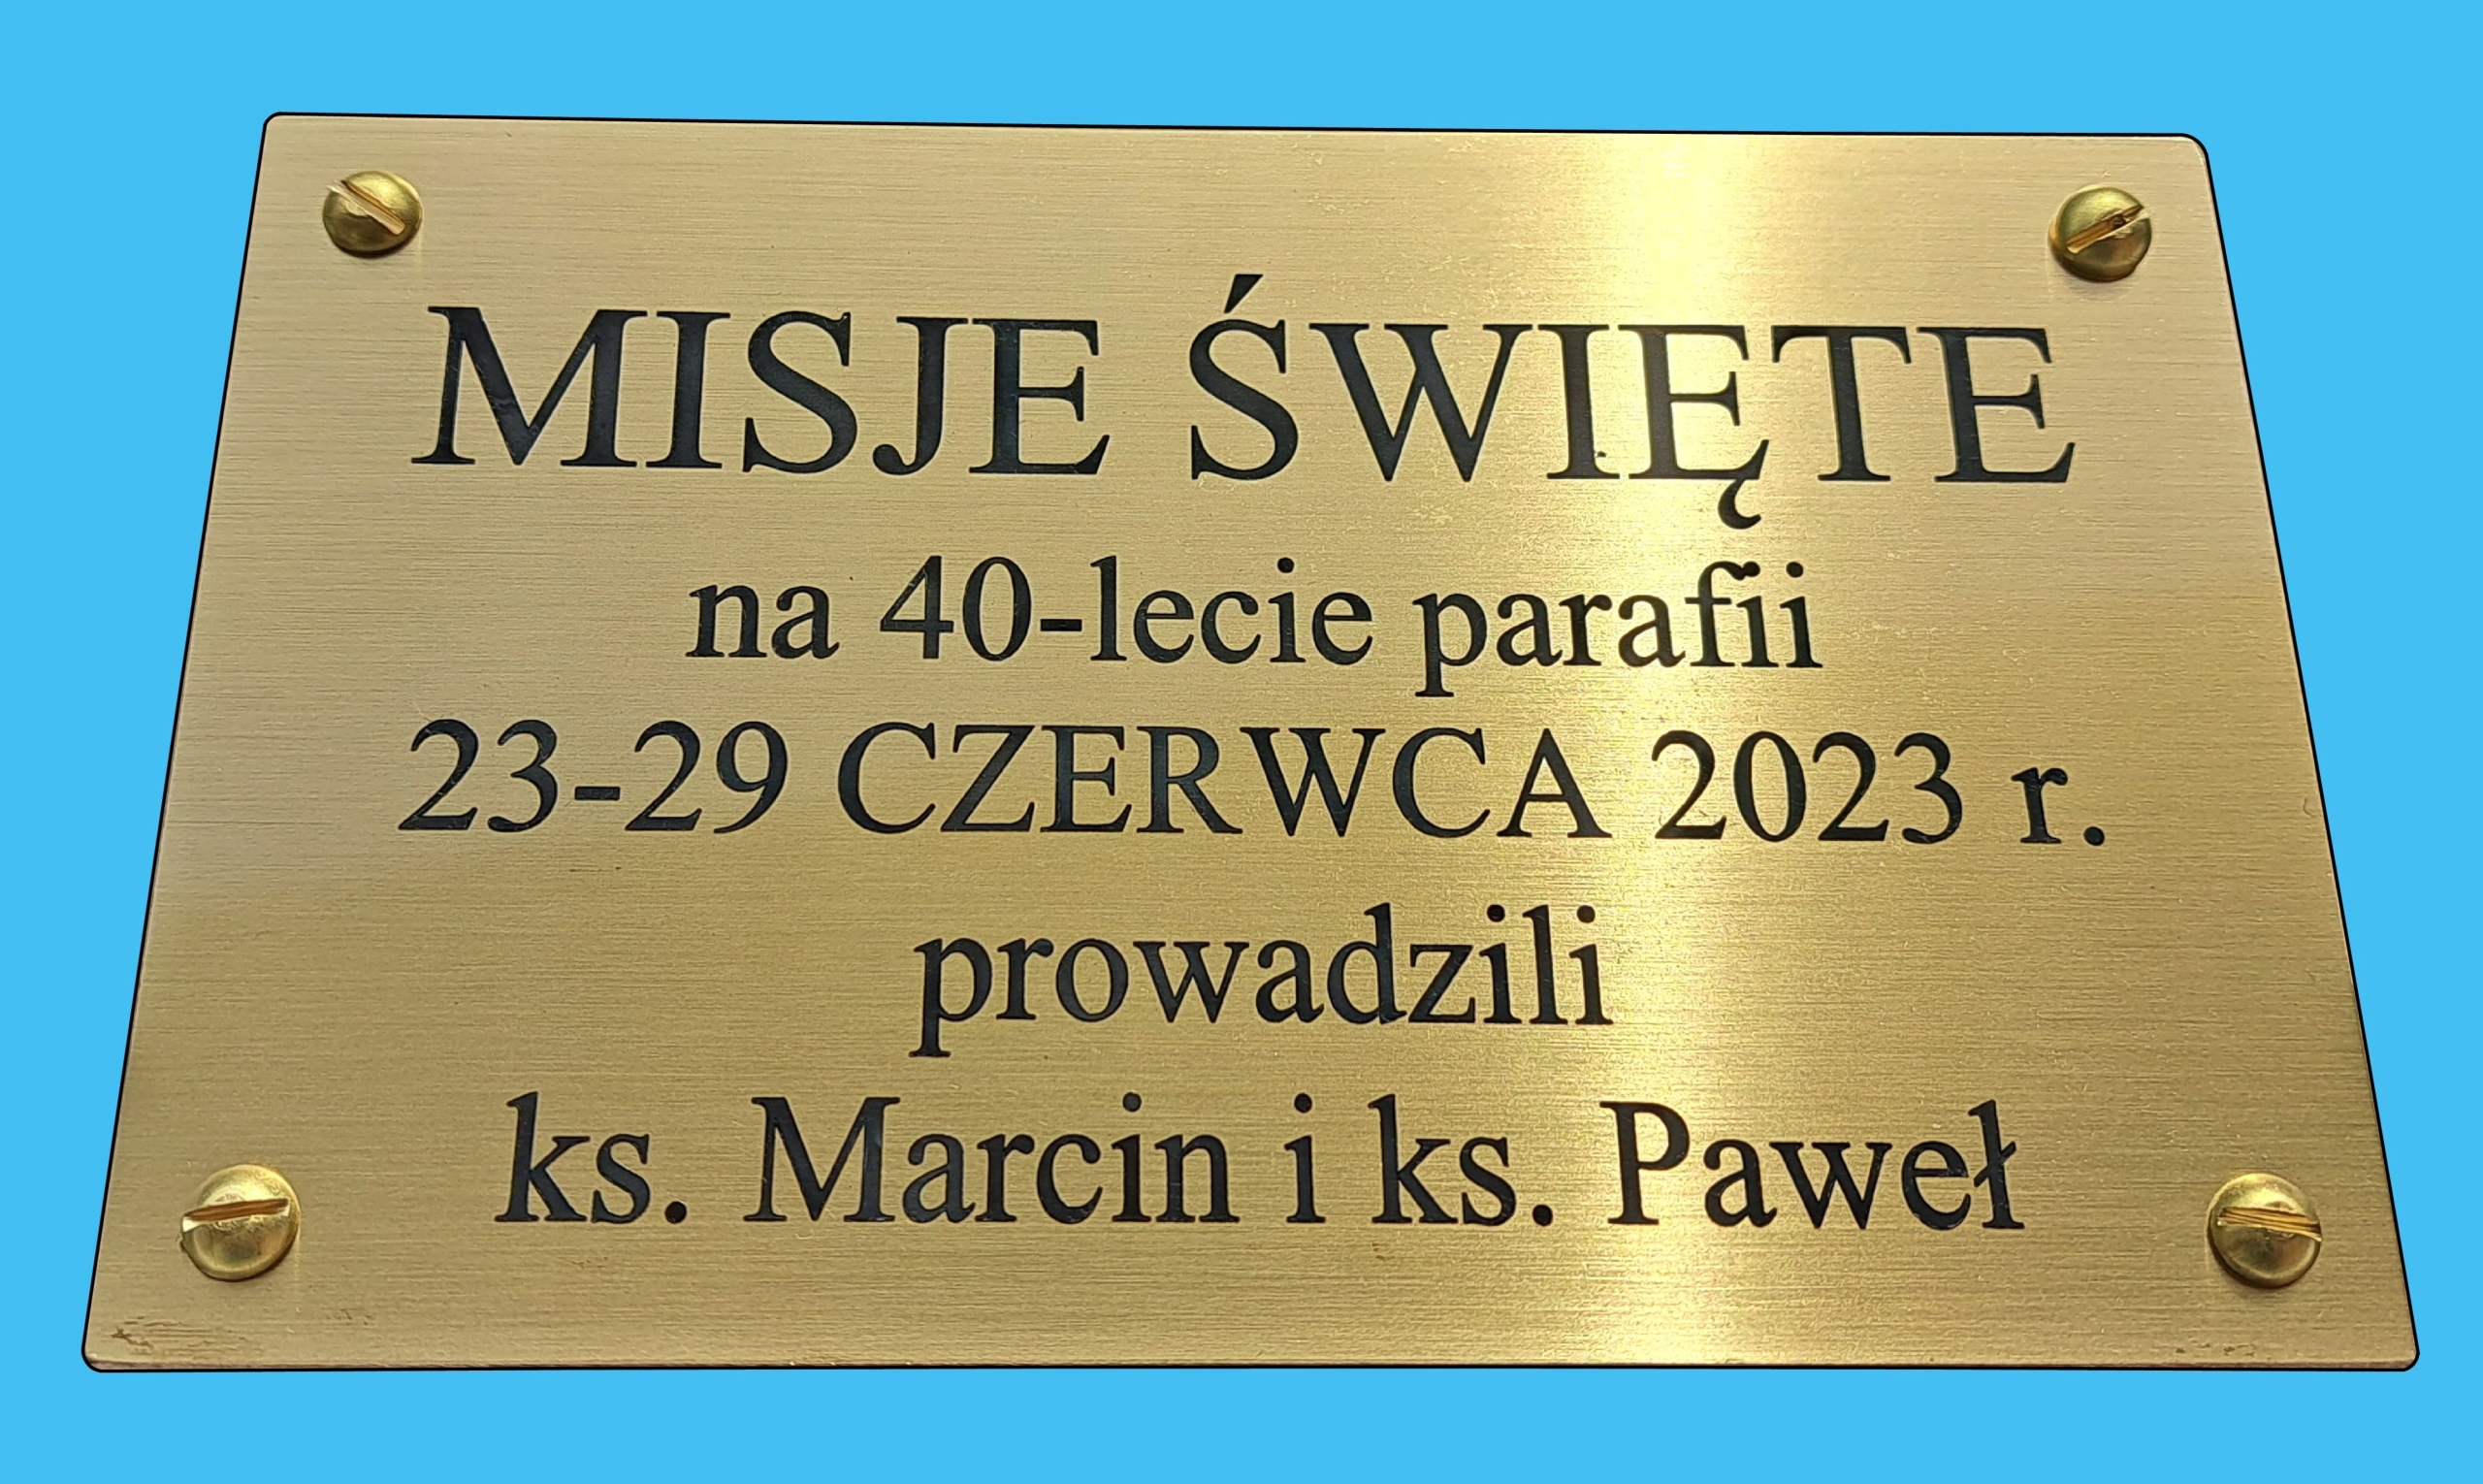 MISJE ŚWIĘTE
na 40-lecie parafii
23-29 CZERWCA 2023 r.
prowadzili
ks. Marcin i ks. Paweł